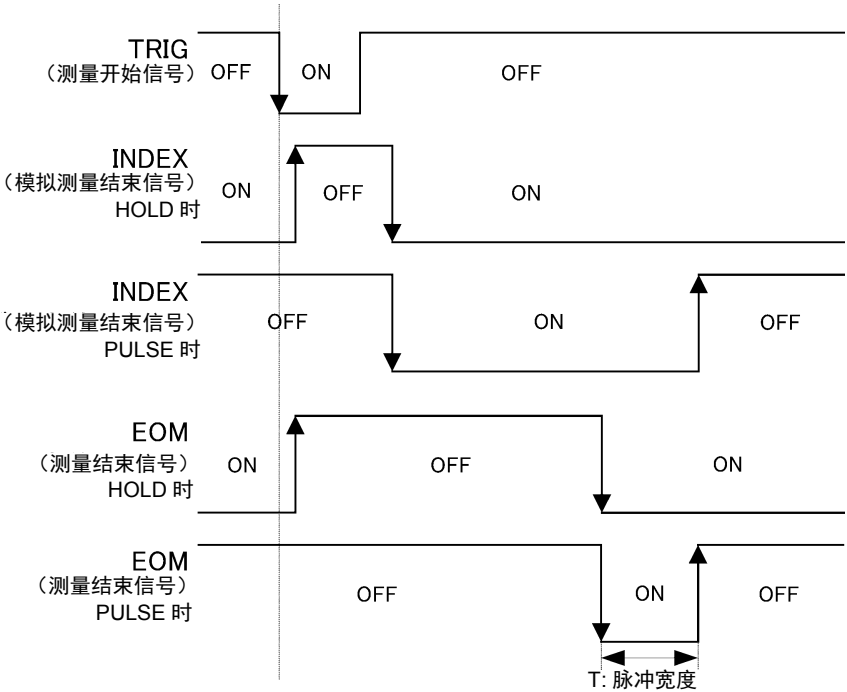 TRIG
（测量开始信号） OFF ON OFF
INDEX
（模拟测量结束信号） ON OFF ON
HOLD 时
INDEX
（模拟测量结束信号） OFF ON OFF
PULSE 时
EOM
（测量结束信号） ON OFF ON
HOLD 时
EOM
（测量结束信号） OFF ON OFF
PULSE 时
T: 脉冲宽度